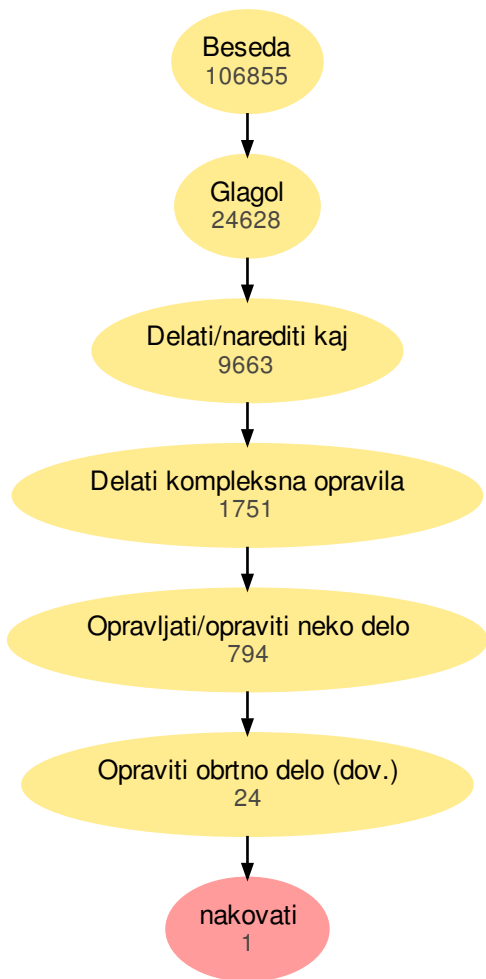 Beseda
106855
Glagol
24628
Delati/narediti kaj
9663
Delati kompleksna opravila
1751
Opravljati/opraviti neko delo
794
Opraviti obrtno delo (dov.)
24
nakovati
1